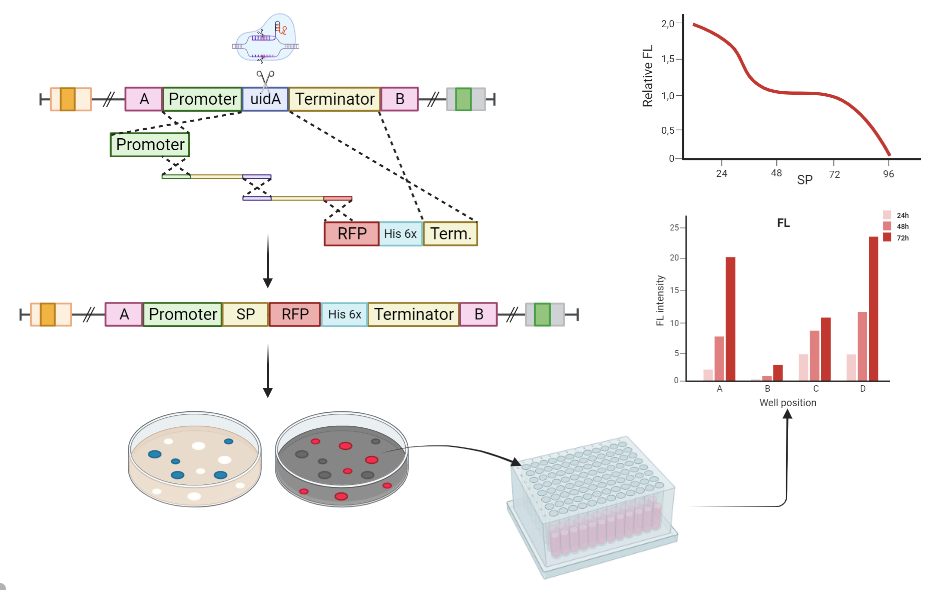 A Promoter uidA Terminator B
Promoter
RFP His 6x Term.
A Promoter SP RFP His 6x Terminator B
Relative FL
2,0
1,5
1,0
0,5
0
24 48 72 96
SP
FL
24h
48h
72h
FL intensity
25
20
15
10
5
0
A B C D
Well position